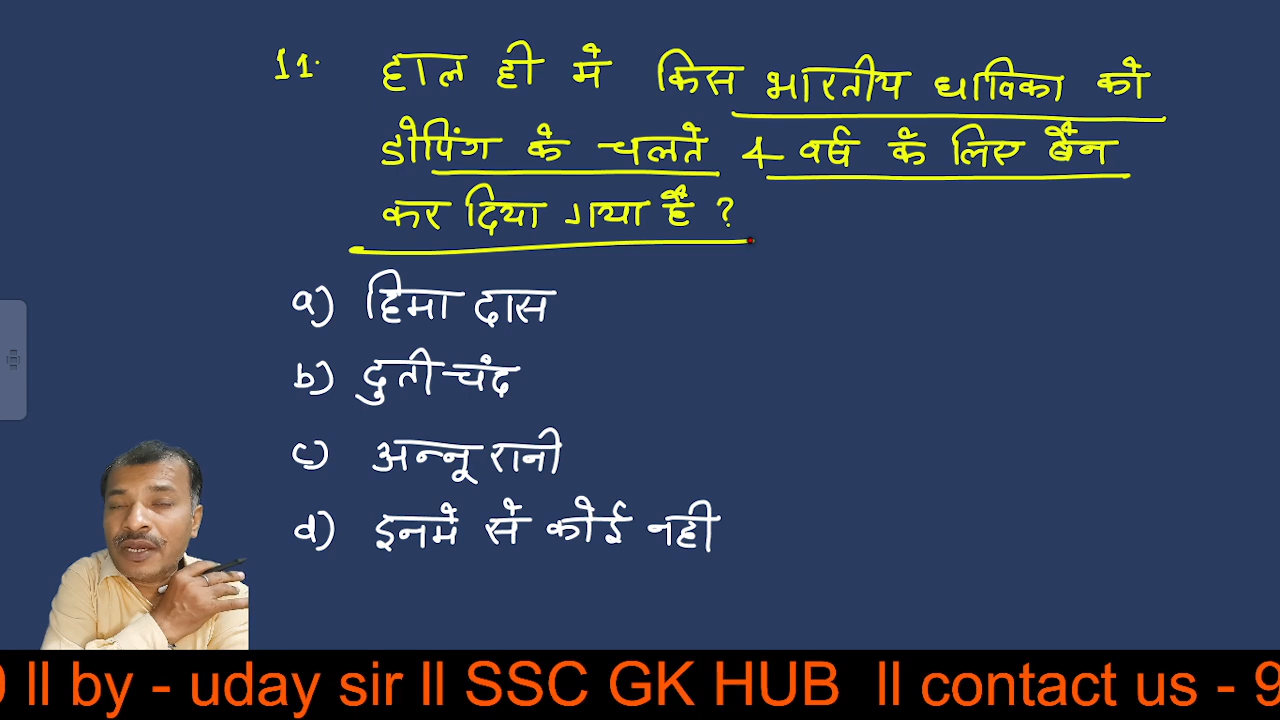 11. हाल ही में किस भारतीय धाविका को
डोपिंग के चलते 4 वर्ष के लिए बैन
कर दिया गया है ?
a) हिमा दास
b) दुती चंद
c) अन्नू रानी
d) इनमें से कोई नही
ll by - uday sir ll SSC GK HUB ll contact us - 9